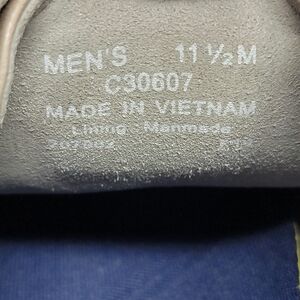 MEN'S 11 ½ M
C30607
MADE IN VIETNAM
Lining : Manmade